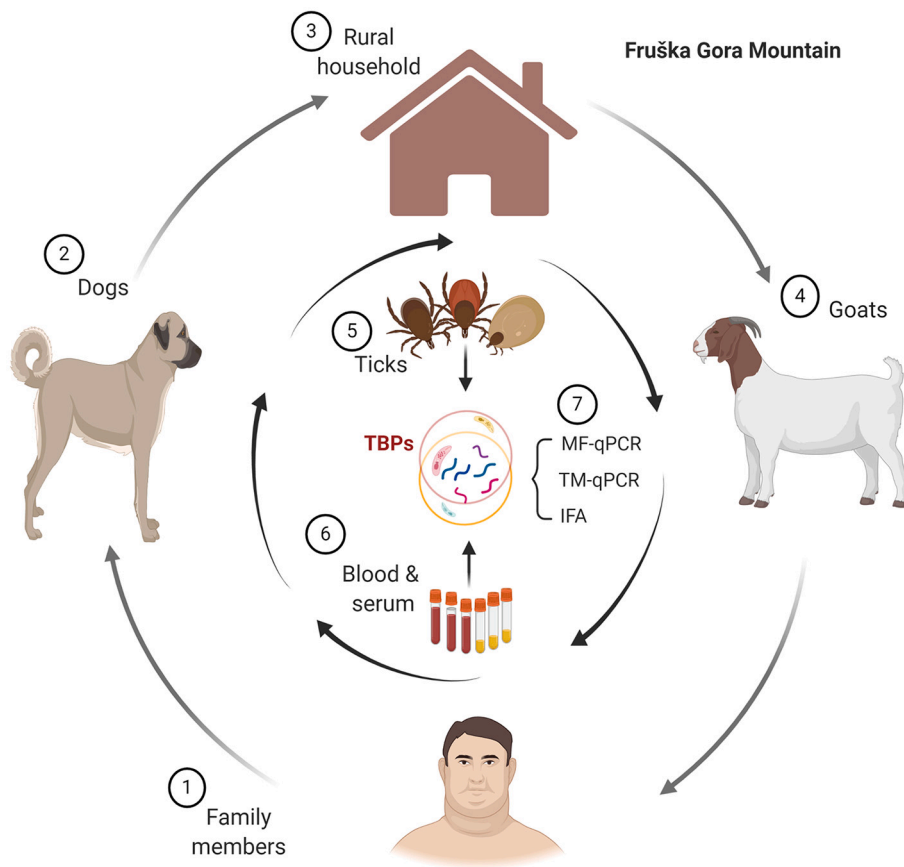 3
Rural
household
Fruška Gora Mountain
2
Dogs
4
Goats
5
Ticks
7
TBPs
MF-qPCR
TM-qPCR
IFA
6
Blood &
serum
1
Family
members